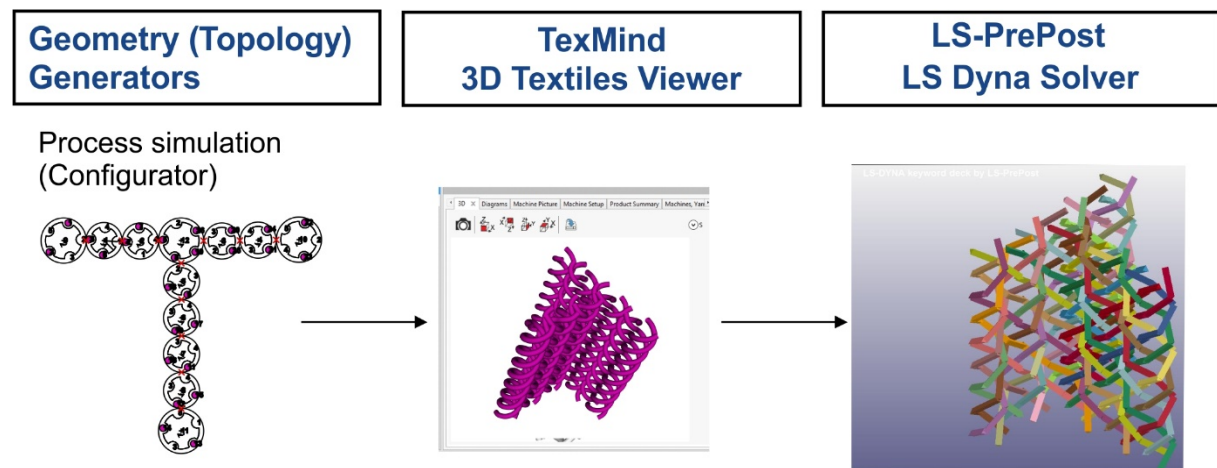 Geometry (Topology)
Generators
TexMind
3D Textiles Viewer
LS-PrePost
LS Dyna Solver
Process simulation
(Configurator)
LS-DYNA keyword deck by LS-PrePost
3D
Diagrams
Machine Picture
Machine Setup
Product Summary